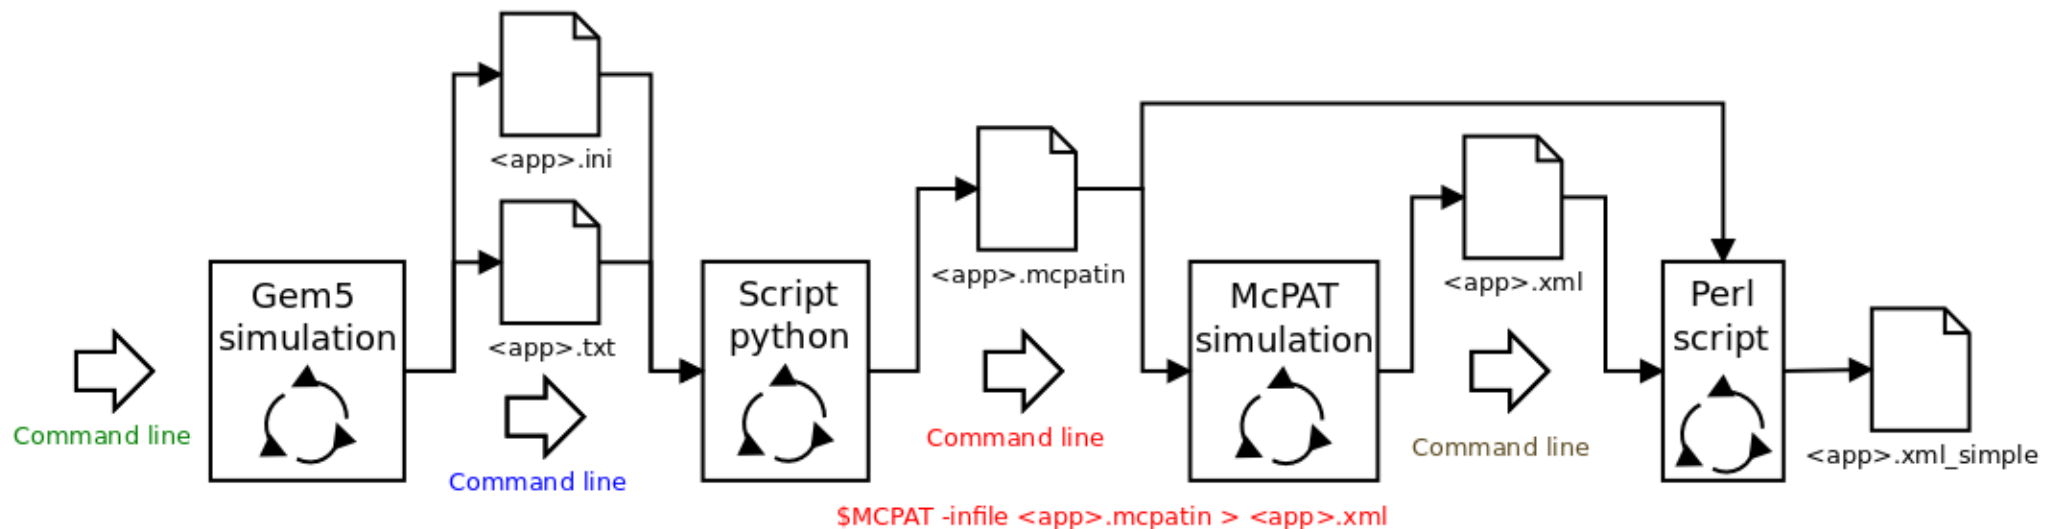 Command line
Gem5
simulation
<app>.ini
<app>.txt
Command line
Script
python
<app>.mcpatin
Command line
$MCPAT -infile <app>.mcpatin > <app>.xml
McPAT
simulation
<app>.xml
Command line
Perl
script
<app>.xml_simple